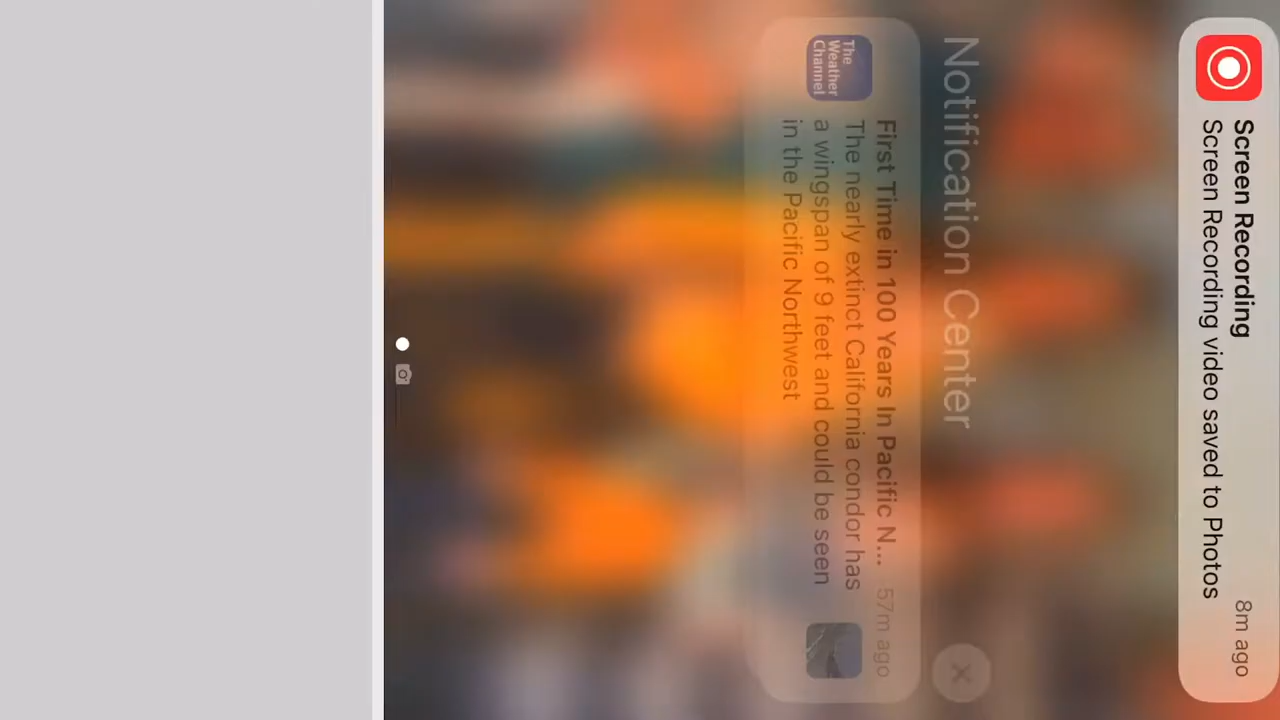 Screen Recording
8m ago
Screen Recording video saved to Photos
Notification Center
The
Weather
Channel
First Time in 100 Years In Pacific N...
57m ago
The nearly extinct California condor has
a wingspan of 9 feet and could be seen
in the Pacific Northwest